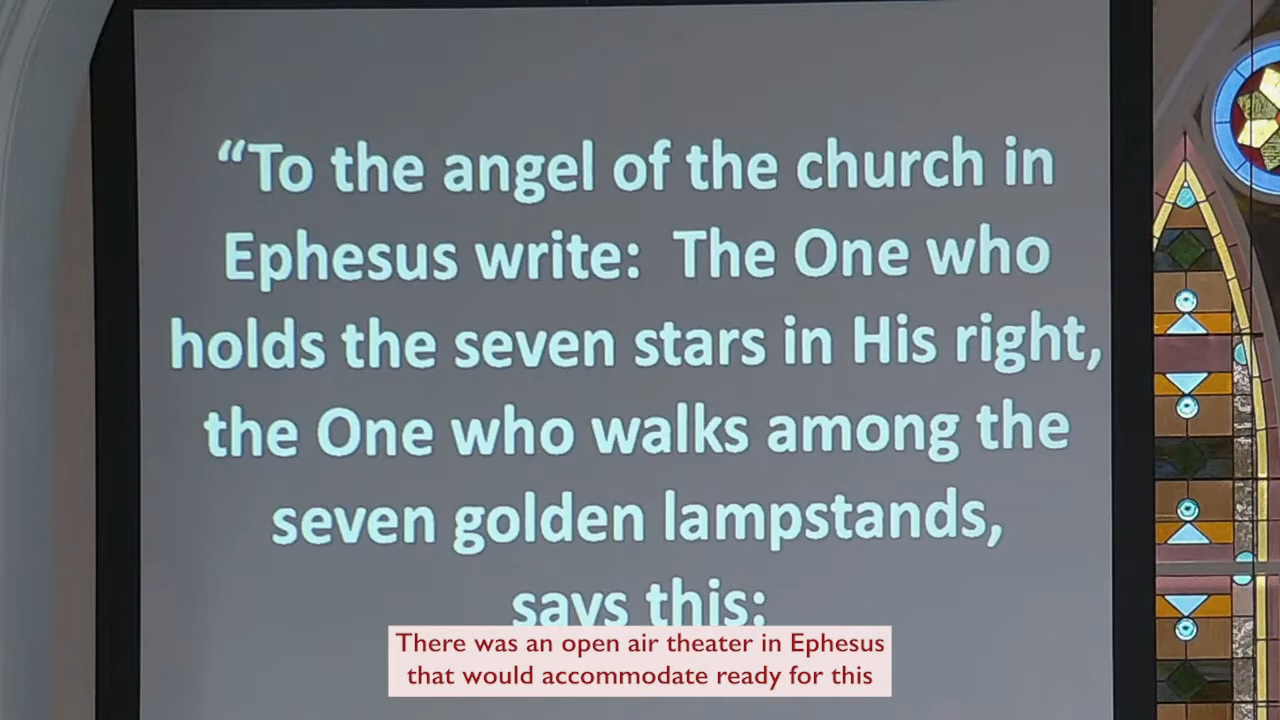 “To the angel of the church in
Ephesus write:  The One who
holds the seven stars in His right,
the One who walks among the
seven golden lampstands,
says this:
There was an open air theater in Ephesus
that would accommodate ready for this